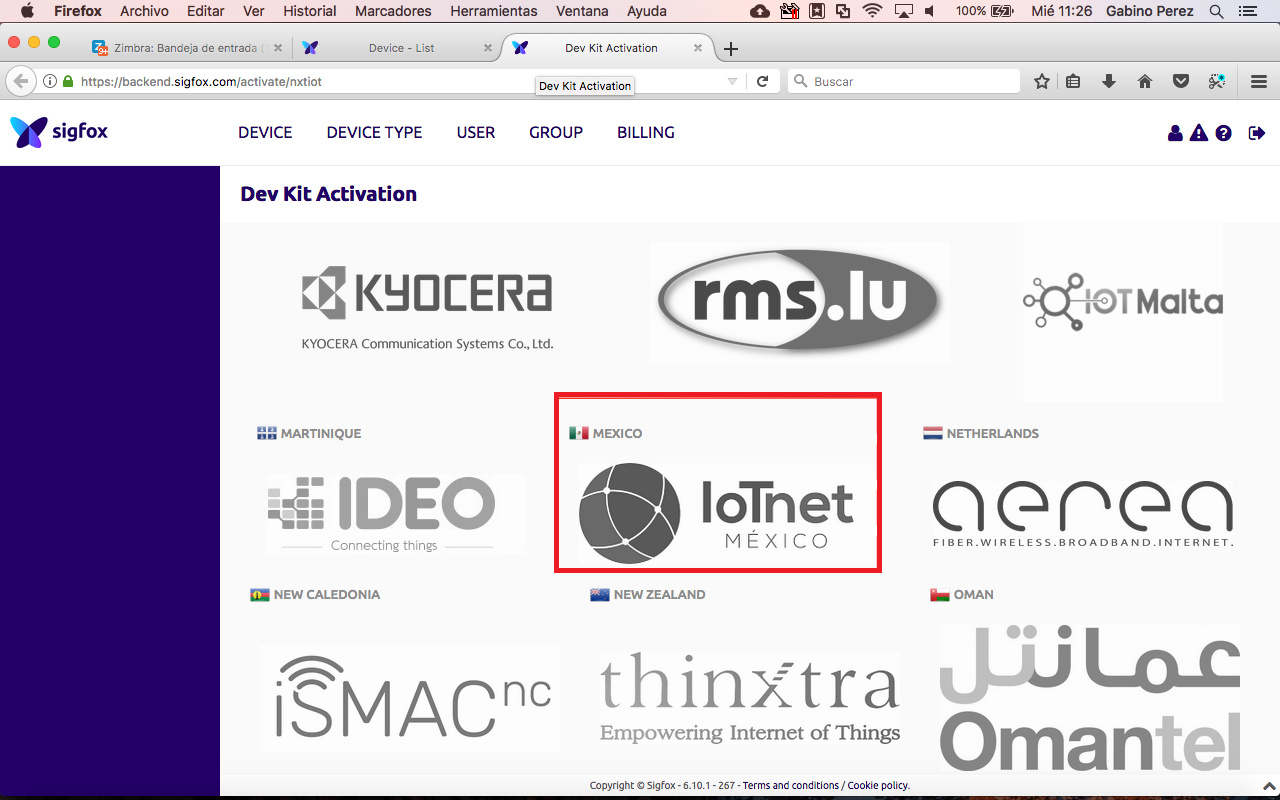 Firefox Archivo Editar Ver Historial Marcadores Herramientas Ventana Ayuda 100% Mié 11:26 Gabino Perez
Zimbra: Bandeja de entrada (
Device - List
Dev Kit Activation
https://backend.sigfox.com/activate/nxtiot
Buscar
Dev Kit Activation
sigfox
DEVICE DEVICE TYPE USER GROUP BILLING
Dev Kit Activation
KYOCERA
KYOCERA Communication Systems Co., Ltd.
rms.lu
IOT Malta
MARTINIQUE
MEXICO
NETHERLANDS
IDEO
Connecting things
IoTnet
MÉXICO
aerea
FIBER.WIRELESS.BROADBAND.INTERNET.
NEW CALEDONIA
NEW ZEALAND
OMAN
iSMAC nc
thinxtra
Empowering Internet of Things
عمانتل
Omantel
Copyright © Sigfox - 6.10.1 - 267 - Terms and conditions / Cookie policy.